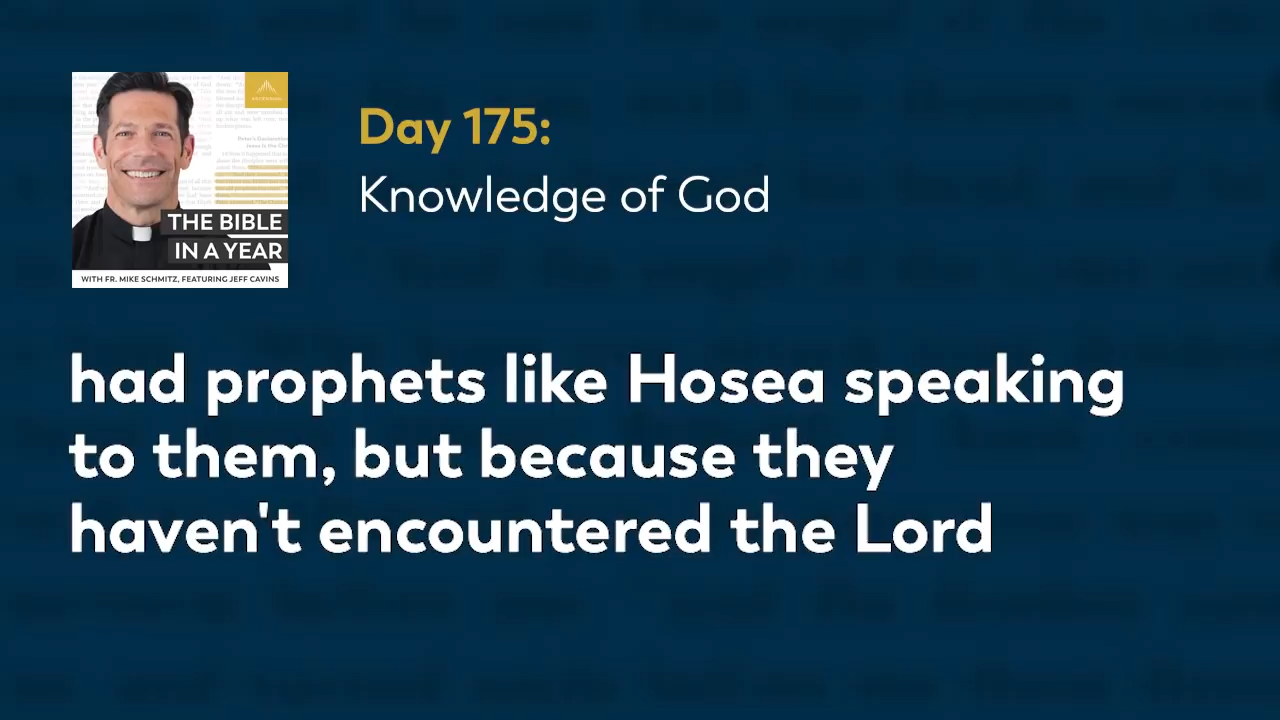 THE BIBLE
IN A YEAR
WITH FR. MIKE SCHMITZ, FEATURING JEFF CAVINS
Day 175:
Knowledge of God
had prophets like Hosea speaking
to them, but because they
haven't encountered the Lord